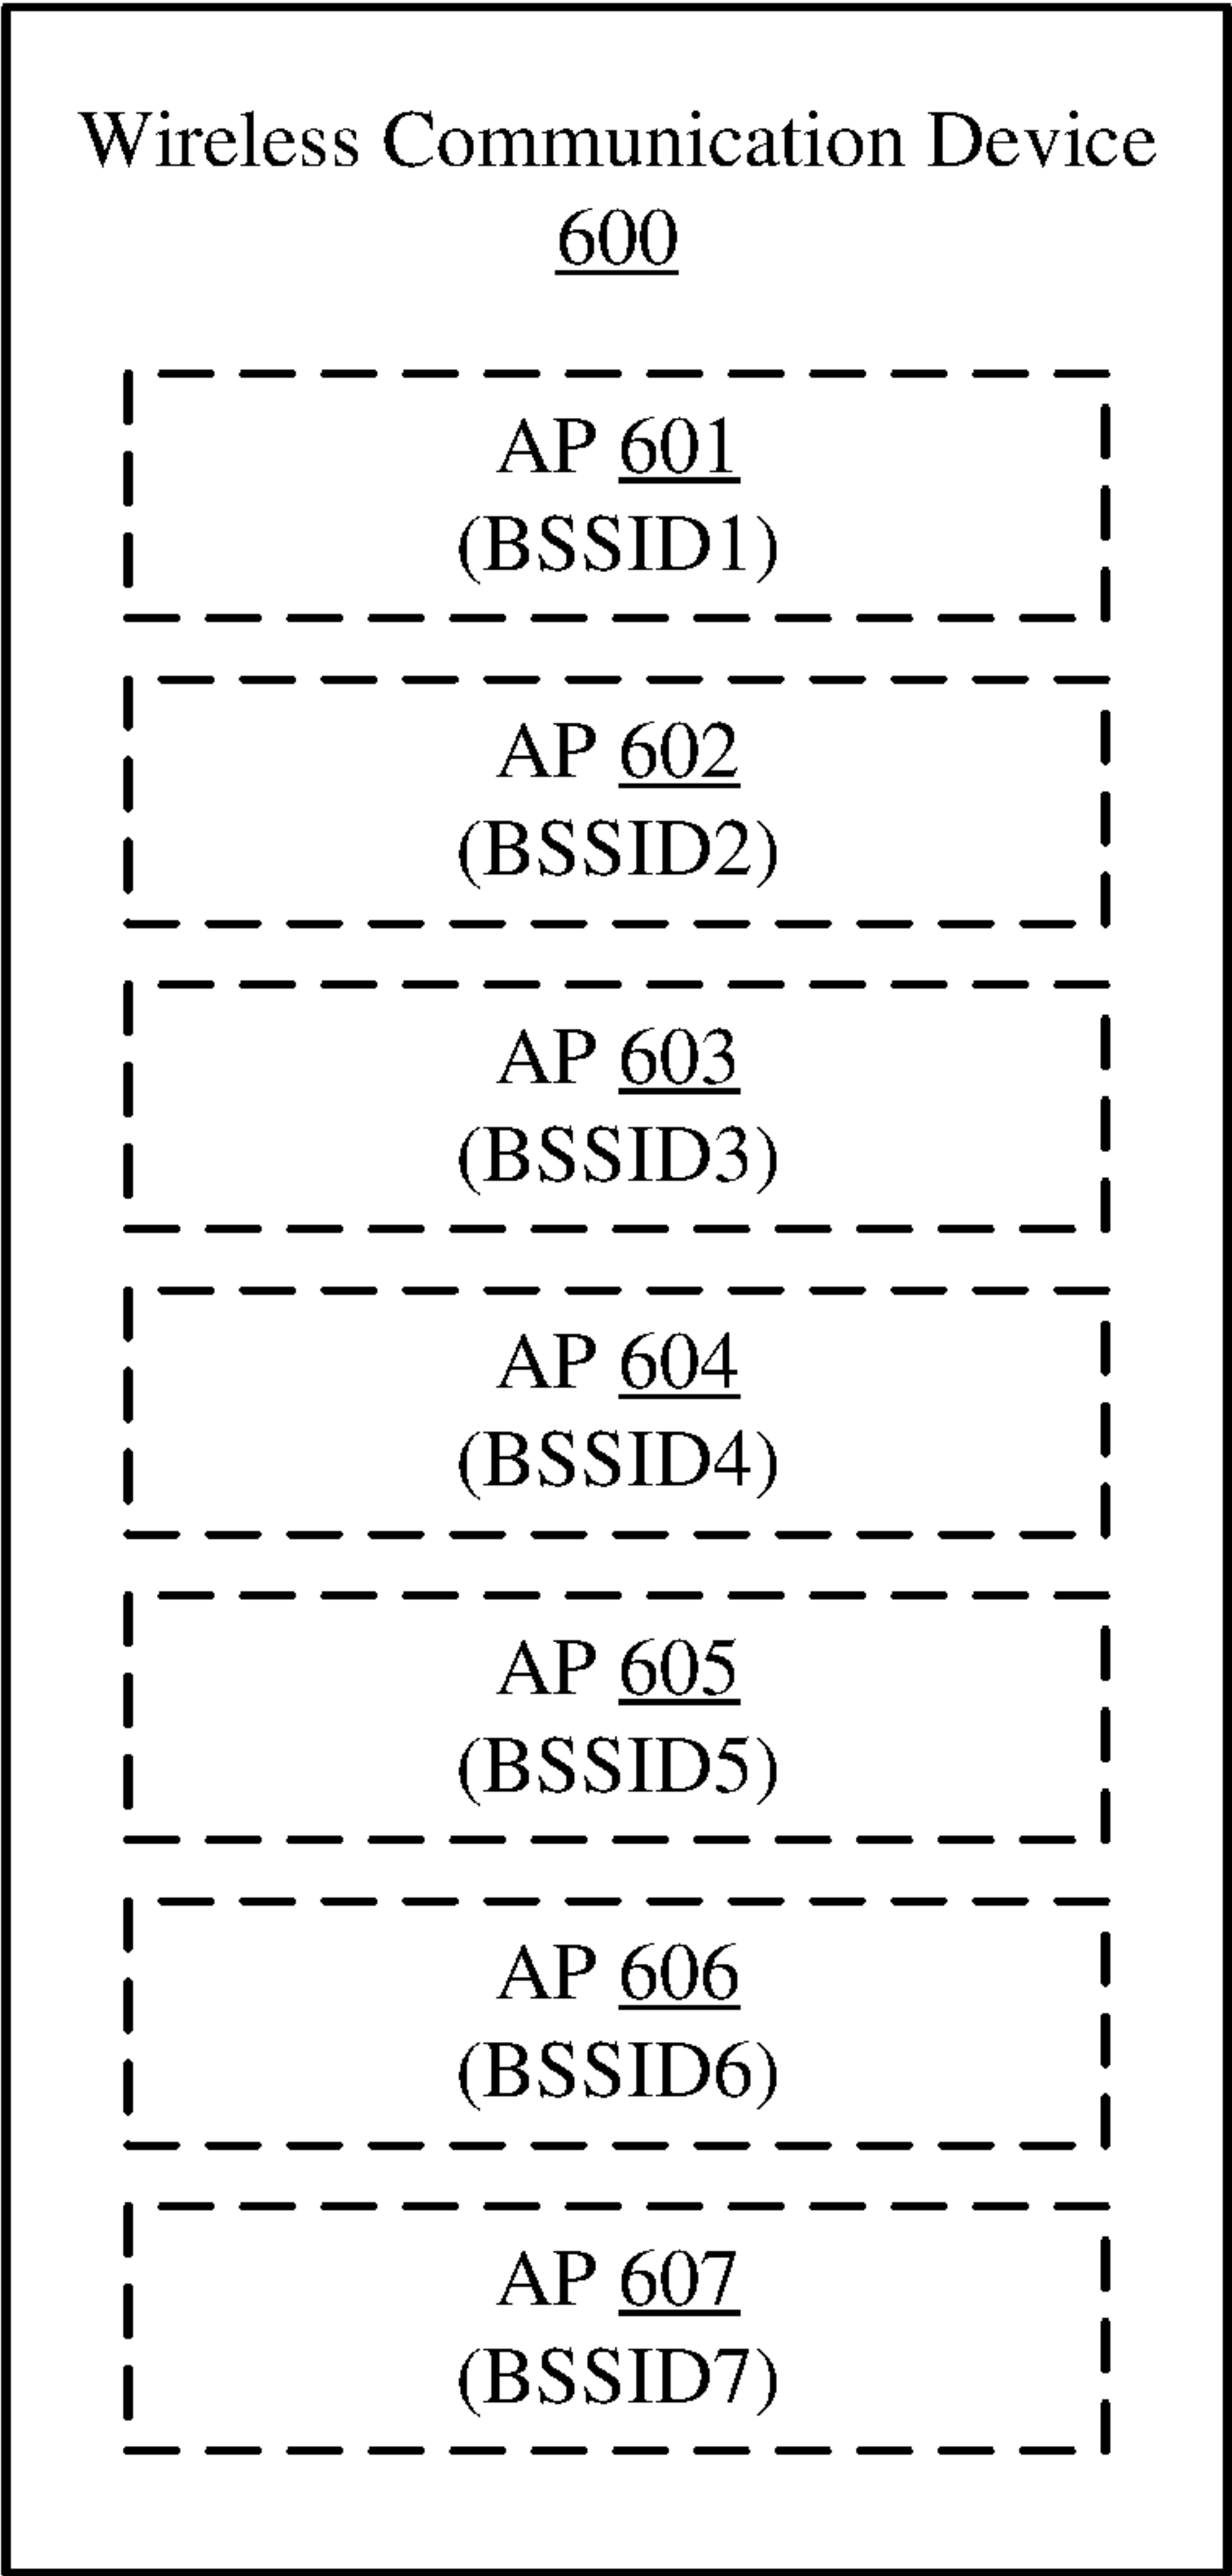 Wireless Communication Device
600
AP 601
(BSSID1)
AP 602
(BSSID2)
AP 603
(BSSID3)
AP 604
(BSSID4)
AP 605
(BSSID5)
AP 606
(BSSID6)
AP 607
(BSSID7)